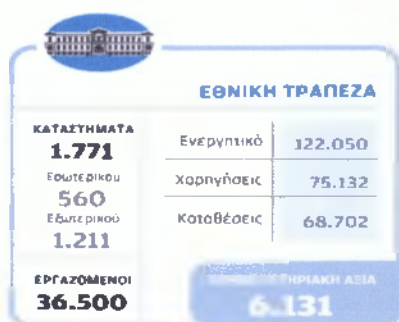 ΕΘΝΙΚΗ ΤΡΑΠΕΖΑ
ΚΑΤΑΣΤΗΜΑΤΑ
1.771
Εσωτερικού
560
Εξωτερικού
1.211
ΕΡΓΑΖΟΜΕΝΟΙ
36.500
Ενεργητικό 122.050
Χορηγήσεις 75.132
Καταθέσεις 68.702
ΑΞΙΑ
6.131